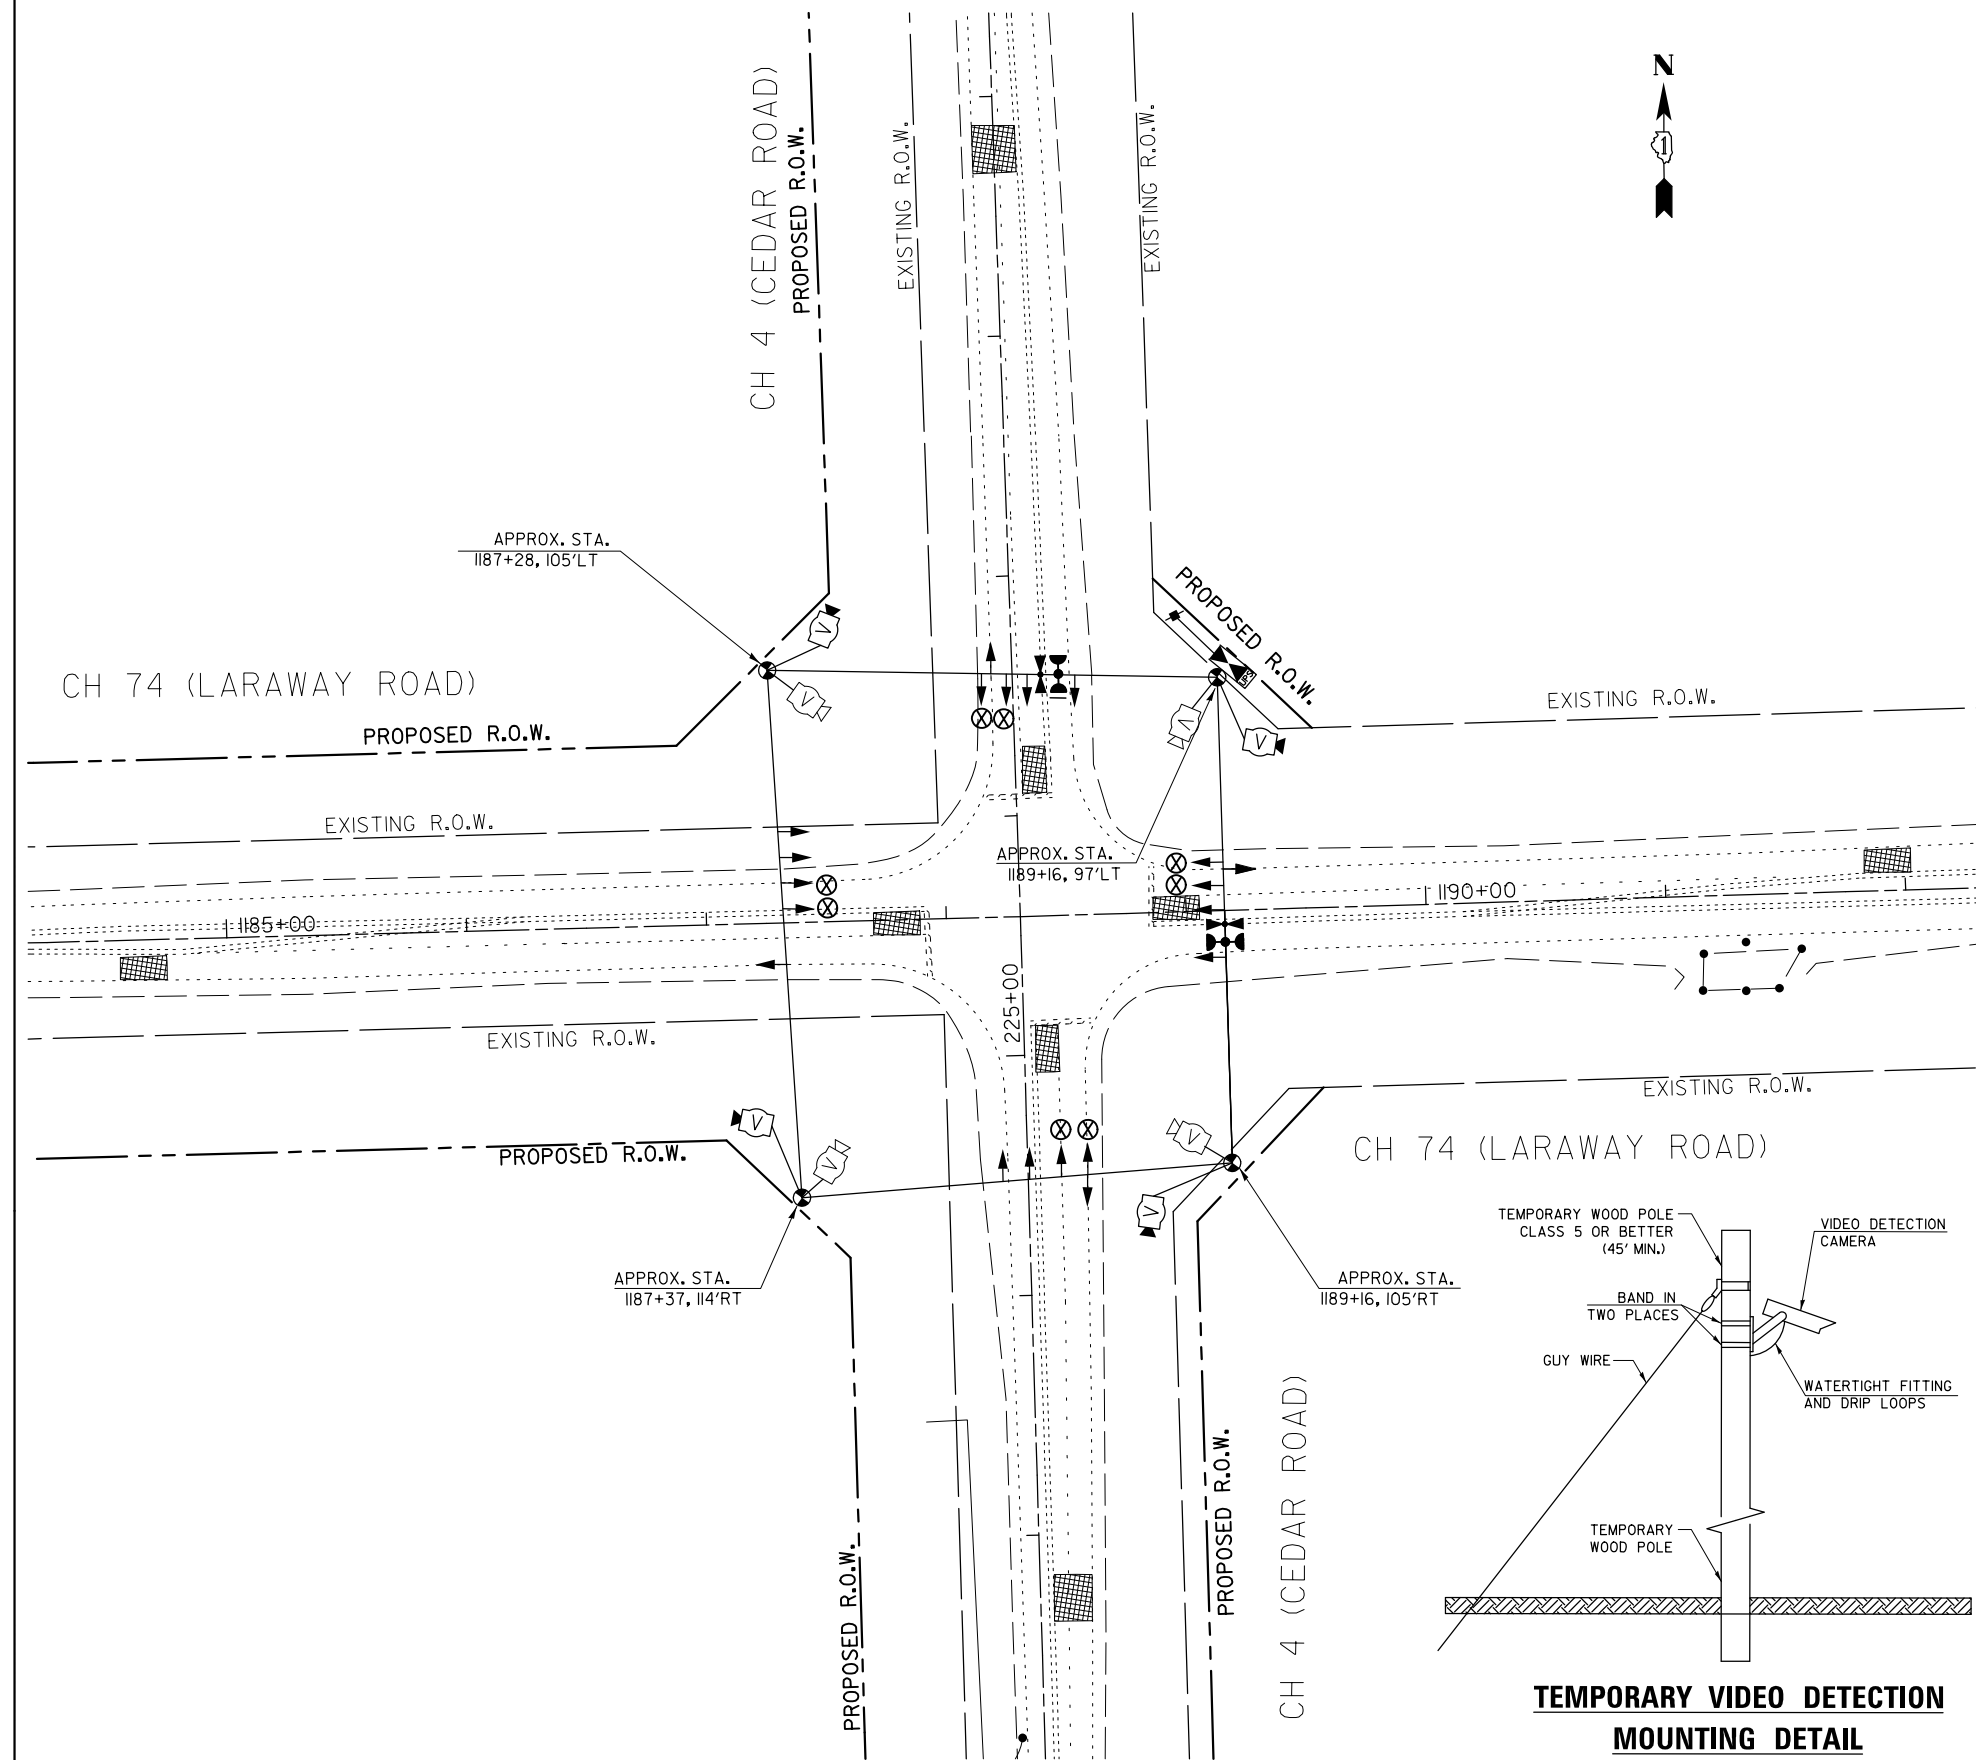 N
1
CH 4 (CEDAR ROAD)
PROPOSED R.O.W.
EXISTING R.O.W.
EXISTING R.O.W.
APPROX. STA.
1187+28, 105'LT
V
V
PROPOSED R.O.W.
UPS
V
V
CH 74 (LARAWAY ROAD)
PROPOSED R.O.W.
EXISTING R.O.W.
EXISTING R.O.W.
APPROX. STA.
1189+16, 97'LT
1185+00
1190+00
225+00
EXISTING R.O.W.
EXISTING R.O.W.
V
V
V
V
PROPOSED R.O.W.
CH 74 (LARAWAY ROAD)
APPROX. STA.
1187+37, 114'RT
APPROX. STA.
1189+16, 105'RT
TEMPORARY WOOD POLE
CLASS 5 OR BETTER
(45' MIN.)
VIDEO DETECTION
CAMERA
BAND IN
TWO PLACES
GUY WIRE
WATERTIGHT FITTING
AND DRIP LOOPS
TEMPORARY
WOOD POLE
PROPOSED R.O.W.
PROPOSED R.O.W.
CH 4 (CEDAR ROAD)
TEMPORARY VIDEO DETECTION
MOUNTING DETAIL